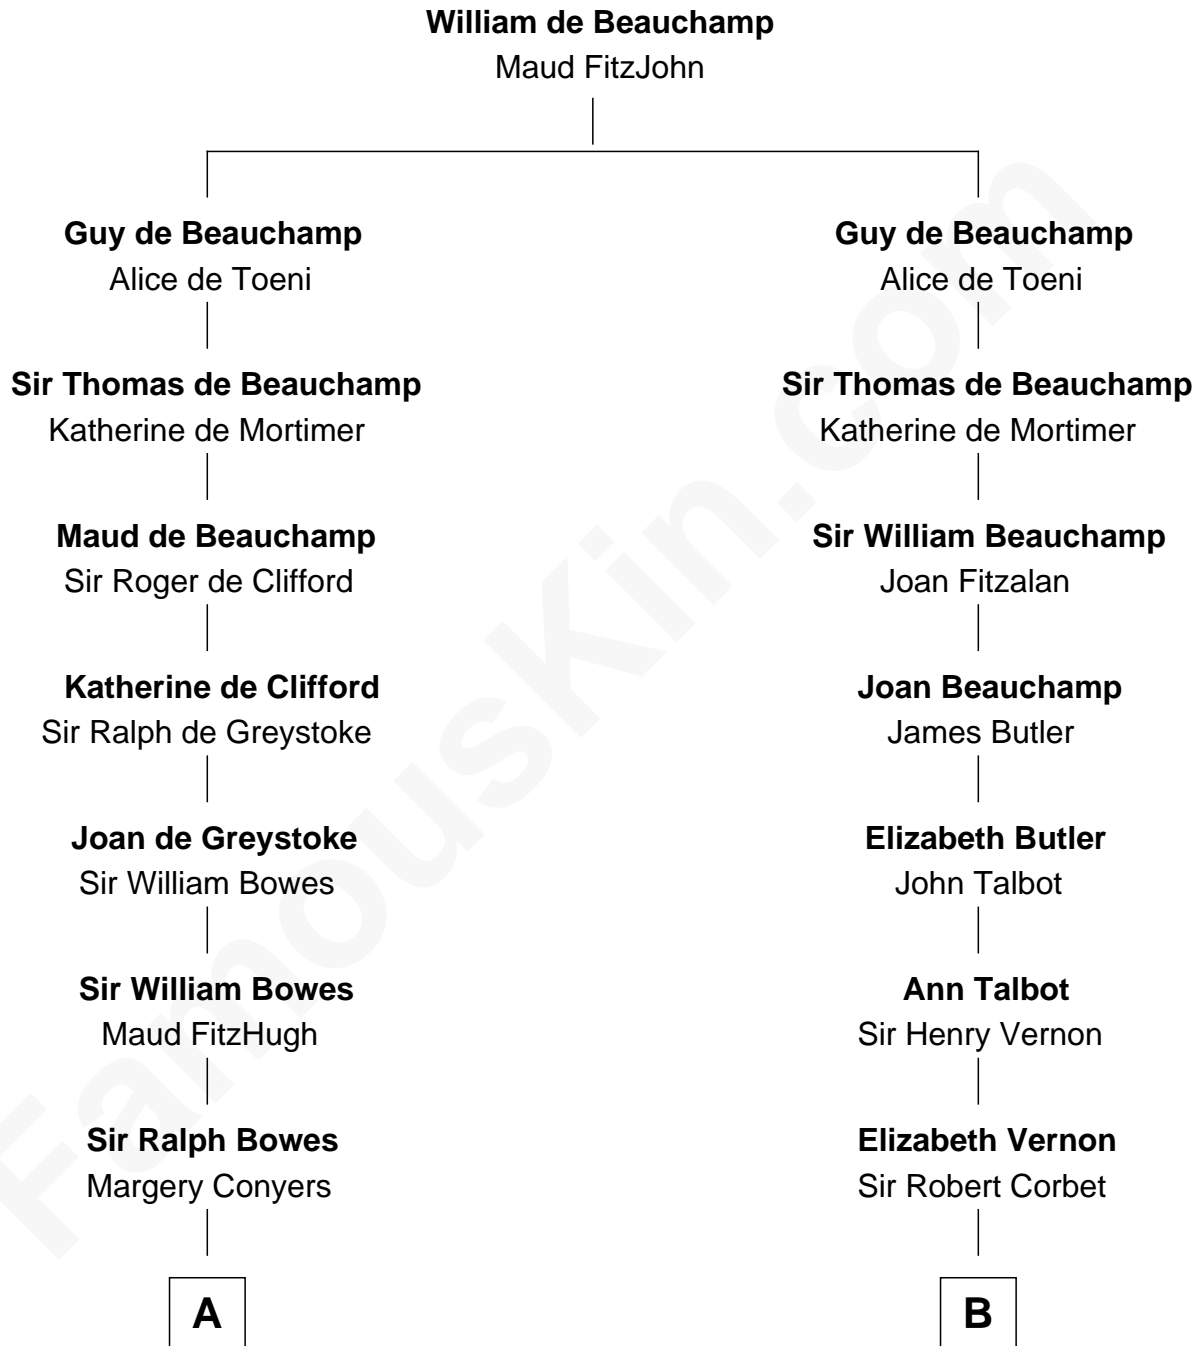 William de Beauchamp
Maud FitzJohn
Guy de Beauchamp
Alice de Toeni
Guy de Beauchamp
Alice de Toeni
Sir Thomas de Beauchamp
Katherine de Mortimer
Sir Thomas de Beauchamp
Katherine de Mortimer
Maud de Beauchamp
Sir Roger de Clifford
Sir William Beauchamp
Joan Fitzalan
Katherine de Clifford
Sir Ralph de Greystoke
Joan Beauchamp
James Butler
Joan de Greystoke
Sir William Bowes
Elizabeth Butler
John Talbot
Sir William Bowes
Maud FitzHugh
Ann Talbot
Sir Henry Vernon
Sir Ralph Bowes
Margery Conyers
Elizabeth Vernon
Sir Robert Corbet
A
B
FamousKin.com